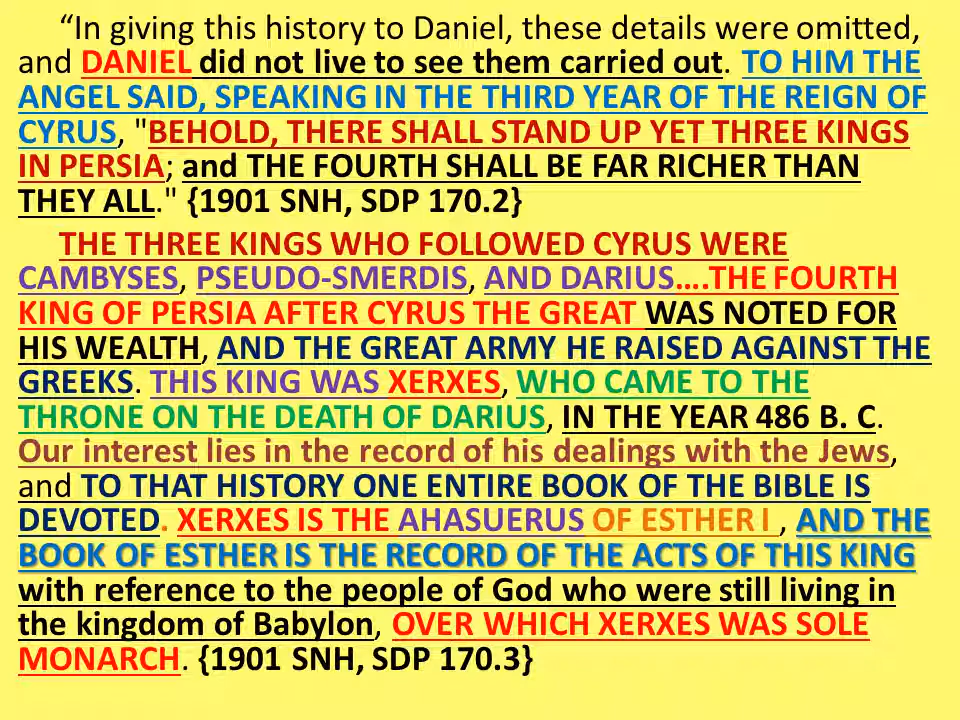 “In giving this history to Daniel, these details were omitted,
and DANIEL did not live to see them carried out. TO HIM THE
ANGEL SAID, SPEAKING IN THE THIRD YEAR OF THE REIGN OF
CYRUS, "BEHOLD, THERE SHALL STAND UP YET THREE KINGS
IN PERSIA; and THE FOURTH SHALL BE FAR RICHER THAN
THEY ALL." {1901 SNH, SDP 170.2}
THE THREE KINGS WHO FOLLOWED CYRUS WERE
CAMBYSES, PSEUDO-SMERDIS, AND DARIUS….THE FOURTH
KING OF PERSIA AFTER CYRUS THE GREAT WAS NOTED FOR
HIS WEALTH, AND THE GREAT ARMY HE RAISED AGAINST THE
GREEKS. THIS KING WAS XERXES, WHO CAME TO THE
THRONE ON THE DEATH OF DARIUS, IN THE YEAR 486 B. C.
Our interest lies in the record of his dealings with the Jews,
and TO THAT HISTORY ONE ENTIRE BOOK OF THE BIBLE IS
DEVOTED. XERXES IS THE AHASUERUS OF ESTHER I , AND THE
BOOK OF ESTHER IS THE RECORD OF THE ACTS OF THIS KING
with reference to the people of God who were still living in
the kingdom of Babylon, OVER WHICH XERXES WAS SOLE
MONARCH. {1901 SNH, SDP 170.3}